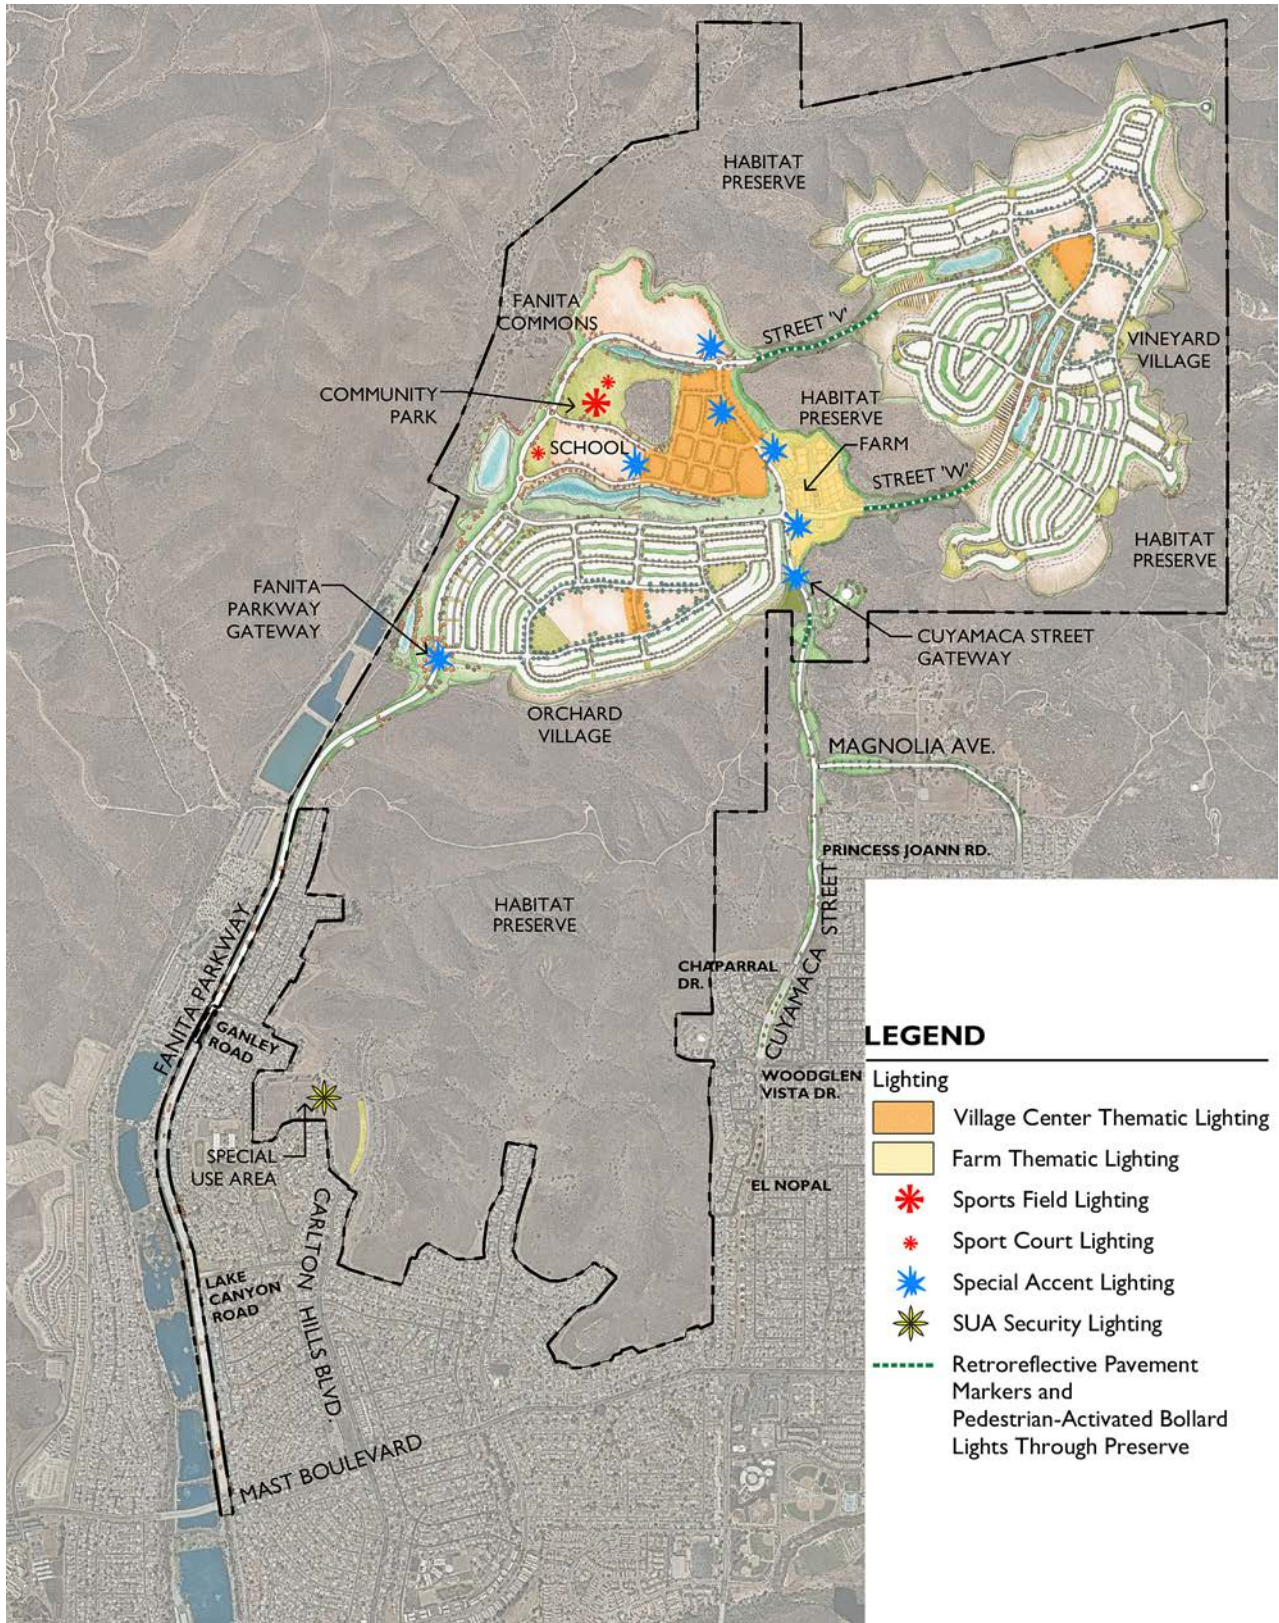 HABITAT
PRESERVE
FANITA
COMMONS
STREET 'V'
VINEYARD
VILLAGE
COMMUNITY
PARK
HABITAT
PRESERVE
FARM
SCHOOL
STREET 'W'
HABITAT
PRESERVE
FANITA
PARKWAY
GATEWAY
CUYAMACA STREET
GATEWAY
ORCHARD
VILLAGE
MAGNOLIA AVE.
PRINCESS JOANN RD.
HABITAT
PRESERVE
FANITA PARKWAY
CHAPARRAL
DR.
CUYAMACA STREET
GANLEY
ROAD
WOODGLEN
VISTA DR.
SPECIAL
USE AREA
EL NOPAL
CARLTON HILLS BLVD.
LAKE
CANYON
ROAD
MAST BOULEVARD
LEGEND
Lighting
Village Center Thematic Lighting
Farm Thematic Lighting
Sports Field Lighting
Sport Court Lighting
Special Accent Lighting
SUA Security Lighting
Retroreflective Pavement
Markers and
Pedestrian-Activated Bollard
Lights Through Preserve